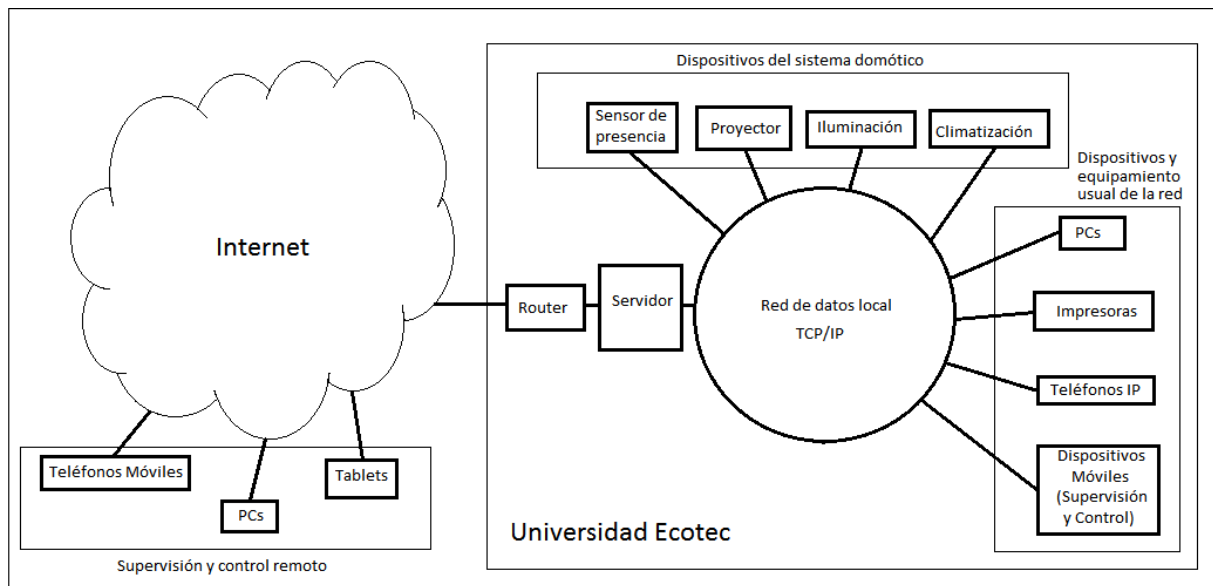 Dispositivos del sistema domótico
Sensor de
presencia
Proyector
Iluminación
Climatización
Dispositivos y
equipamiento
usual de la red
PCs
Impresoras
Teléfonos IP
Dispositivos
Móviles
(Supervisión
y Control)
Red de datos local
TCP/IP
Servidor
Router
Internet
Teléfonos Móviles
PCs
Tablets
Supervisión y control remoto
Universidad Ecotec